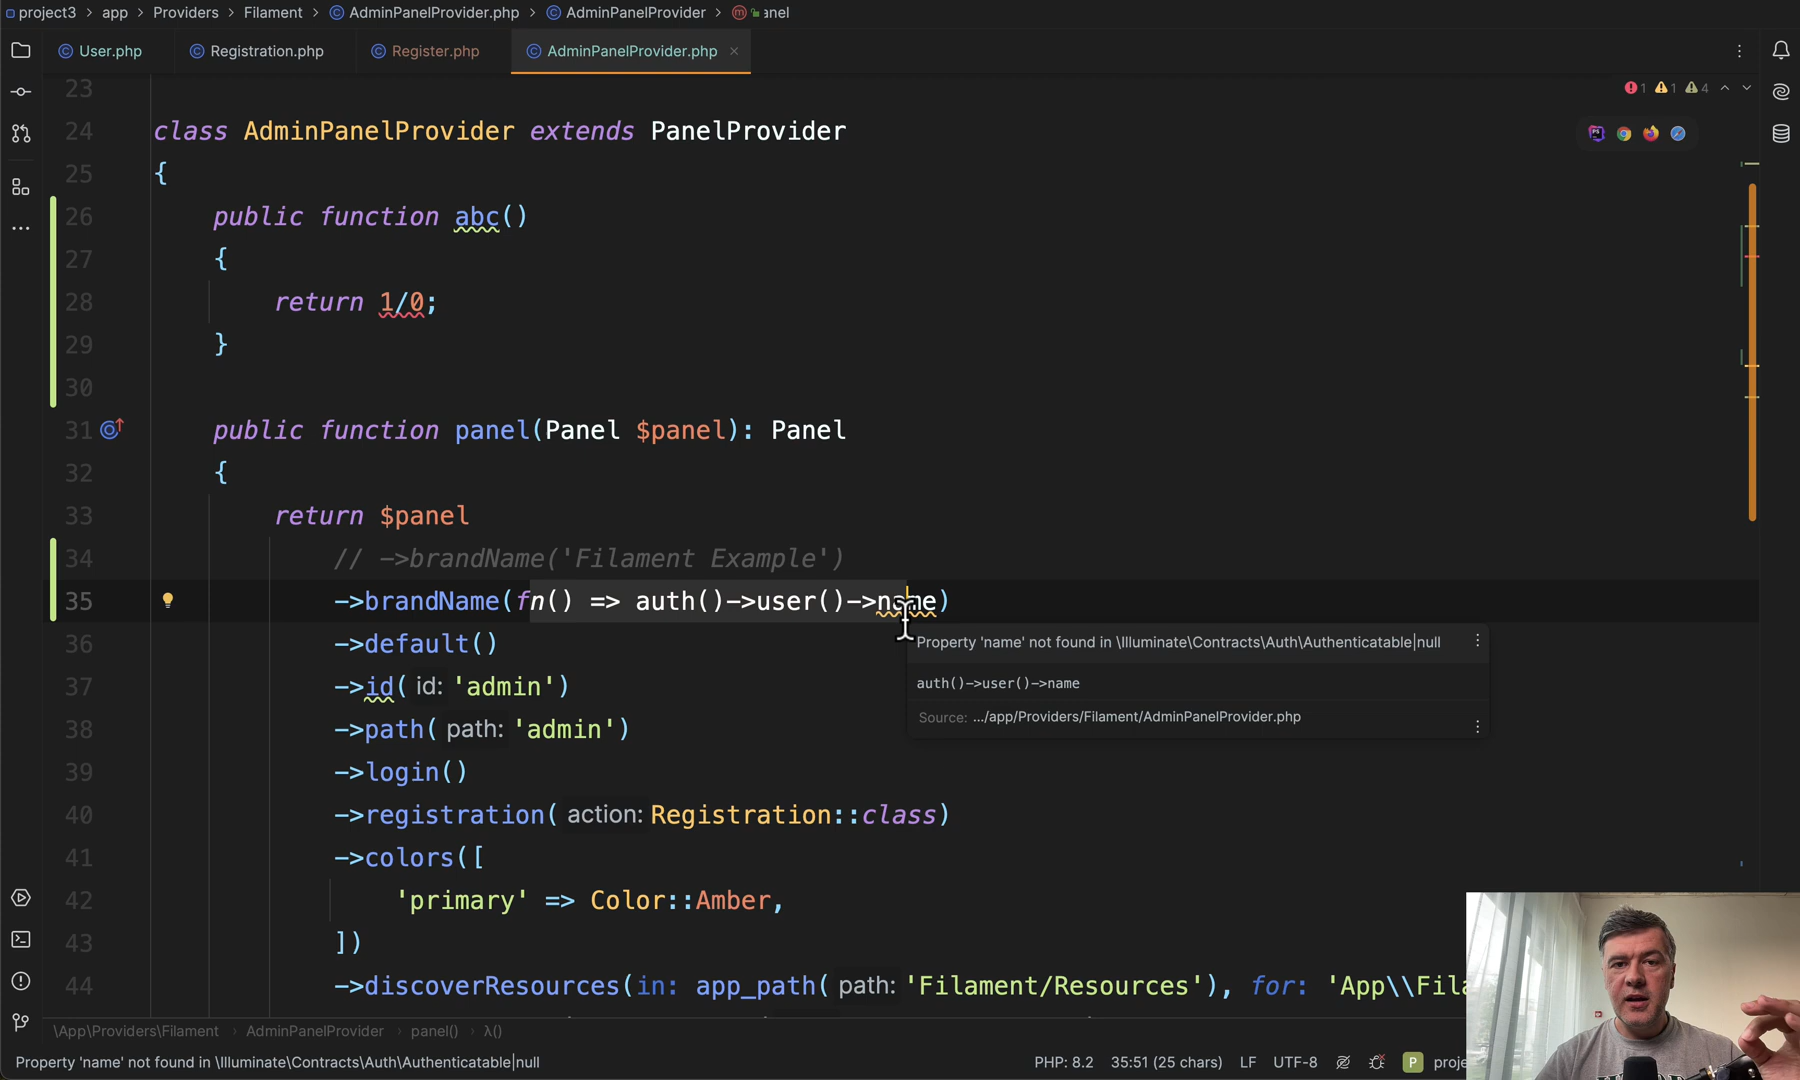 project3 > app > Providers > Filament > AdminPanelProvider.php > AdminPanelProvider > anel
User.php Registration.php Register.php AdminPanelProvider.php
1 1 4
23
24 class AdminPanelProvider extends PanelProvider
25 {
26 public function abc()
27 {
28 return 1/0;
29 }
30
31 public function panel(Panel $panel): Panel
32 {
33 return $panel
34 // ->brandName('Filament Example')
35 ->brandName(fn() => auth()->user()->name)
36 ->default()
Property 'name' not found in \Illuminate\Contracts\Auth\Authenticatable|null
37 ->id( id: 'admin')
auth()->user()->name
38 ->path( path: 'admin')
Source: .../app/Providers/Filament/AdminPanelProvider.php
39 ->login()
40 ->registration( action: Registration::class)
41 ->colors([
42 'primary' => Color::Amber,
43 ])
44 ->discoverResources(in: app_path( path: 'Filament/Resources'), for: 'App\\Fila
\App\Providers\Filament > AdminPanelProvider > panel() > λ()
Property 'name' not found in \Illuminate\Contracts\Auth\Authenticatable|null PHP: 8.2 35:51 (25 chars) LF UTF-8 P proje